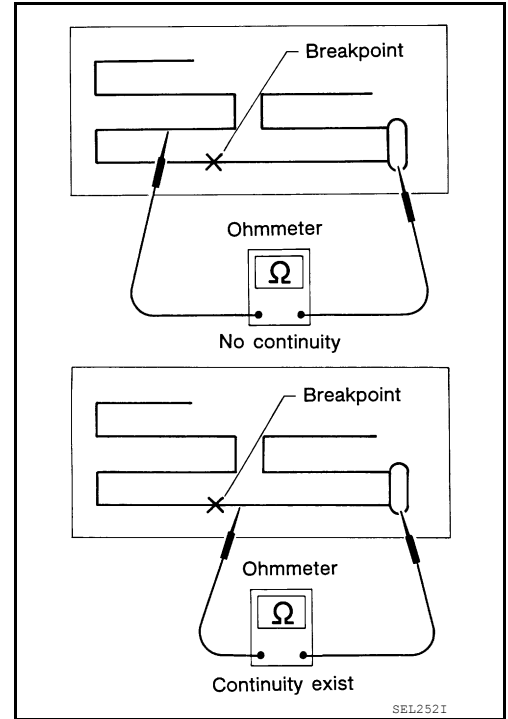 Breakpoint
Ohmmeter
Ω
No continuity
Breakpoint
Ohmmeter
Ω
Continuity exist
SEL252I